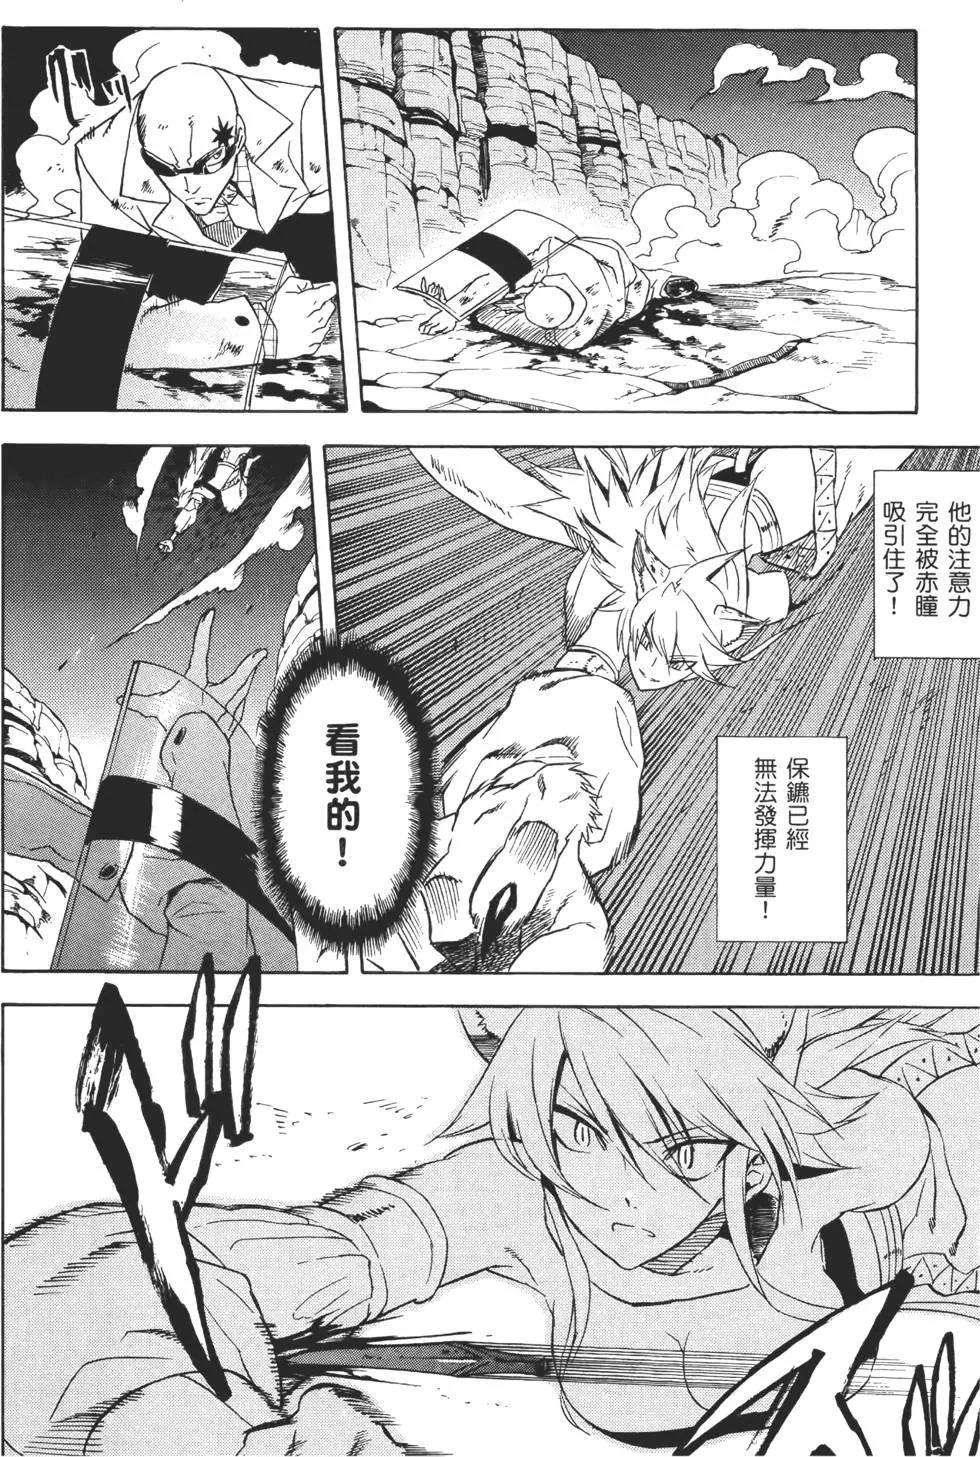 他的注意力
完全被赤瞳
吸引住了！
保鑣已經
無法發揮力量！
看我的！